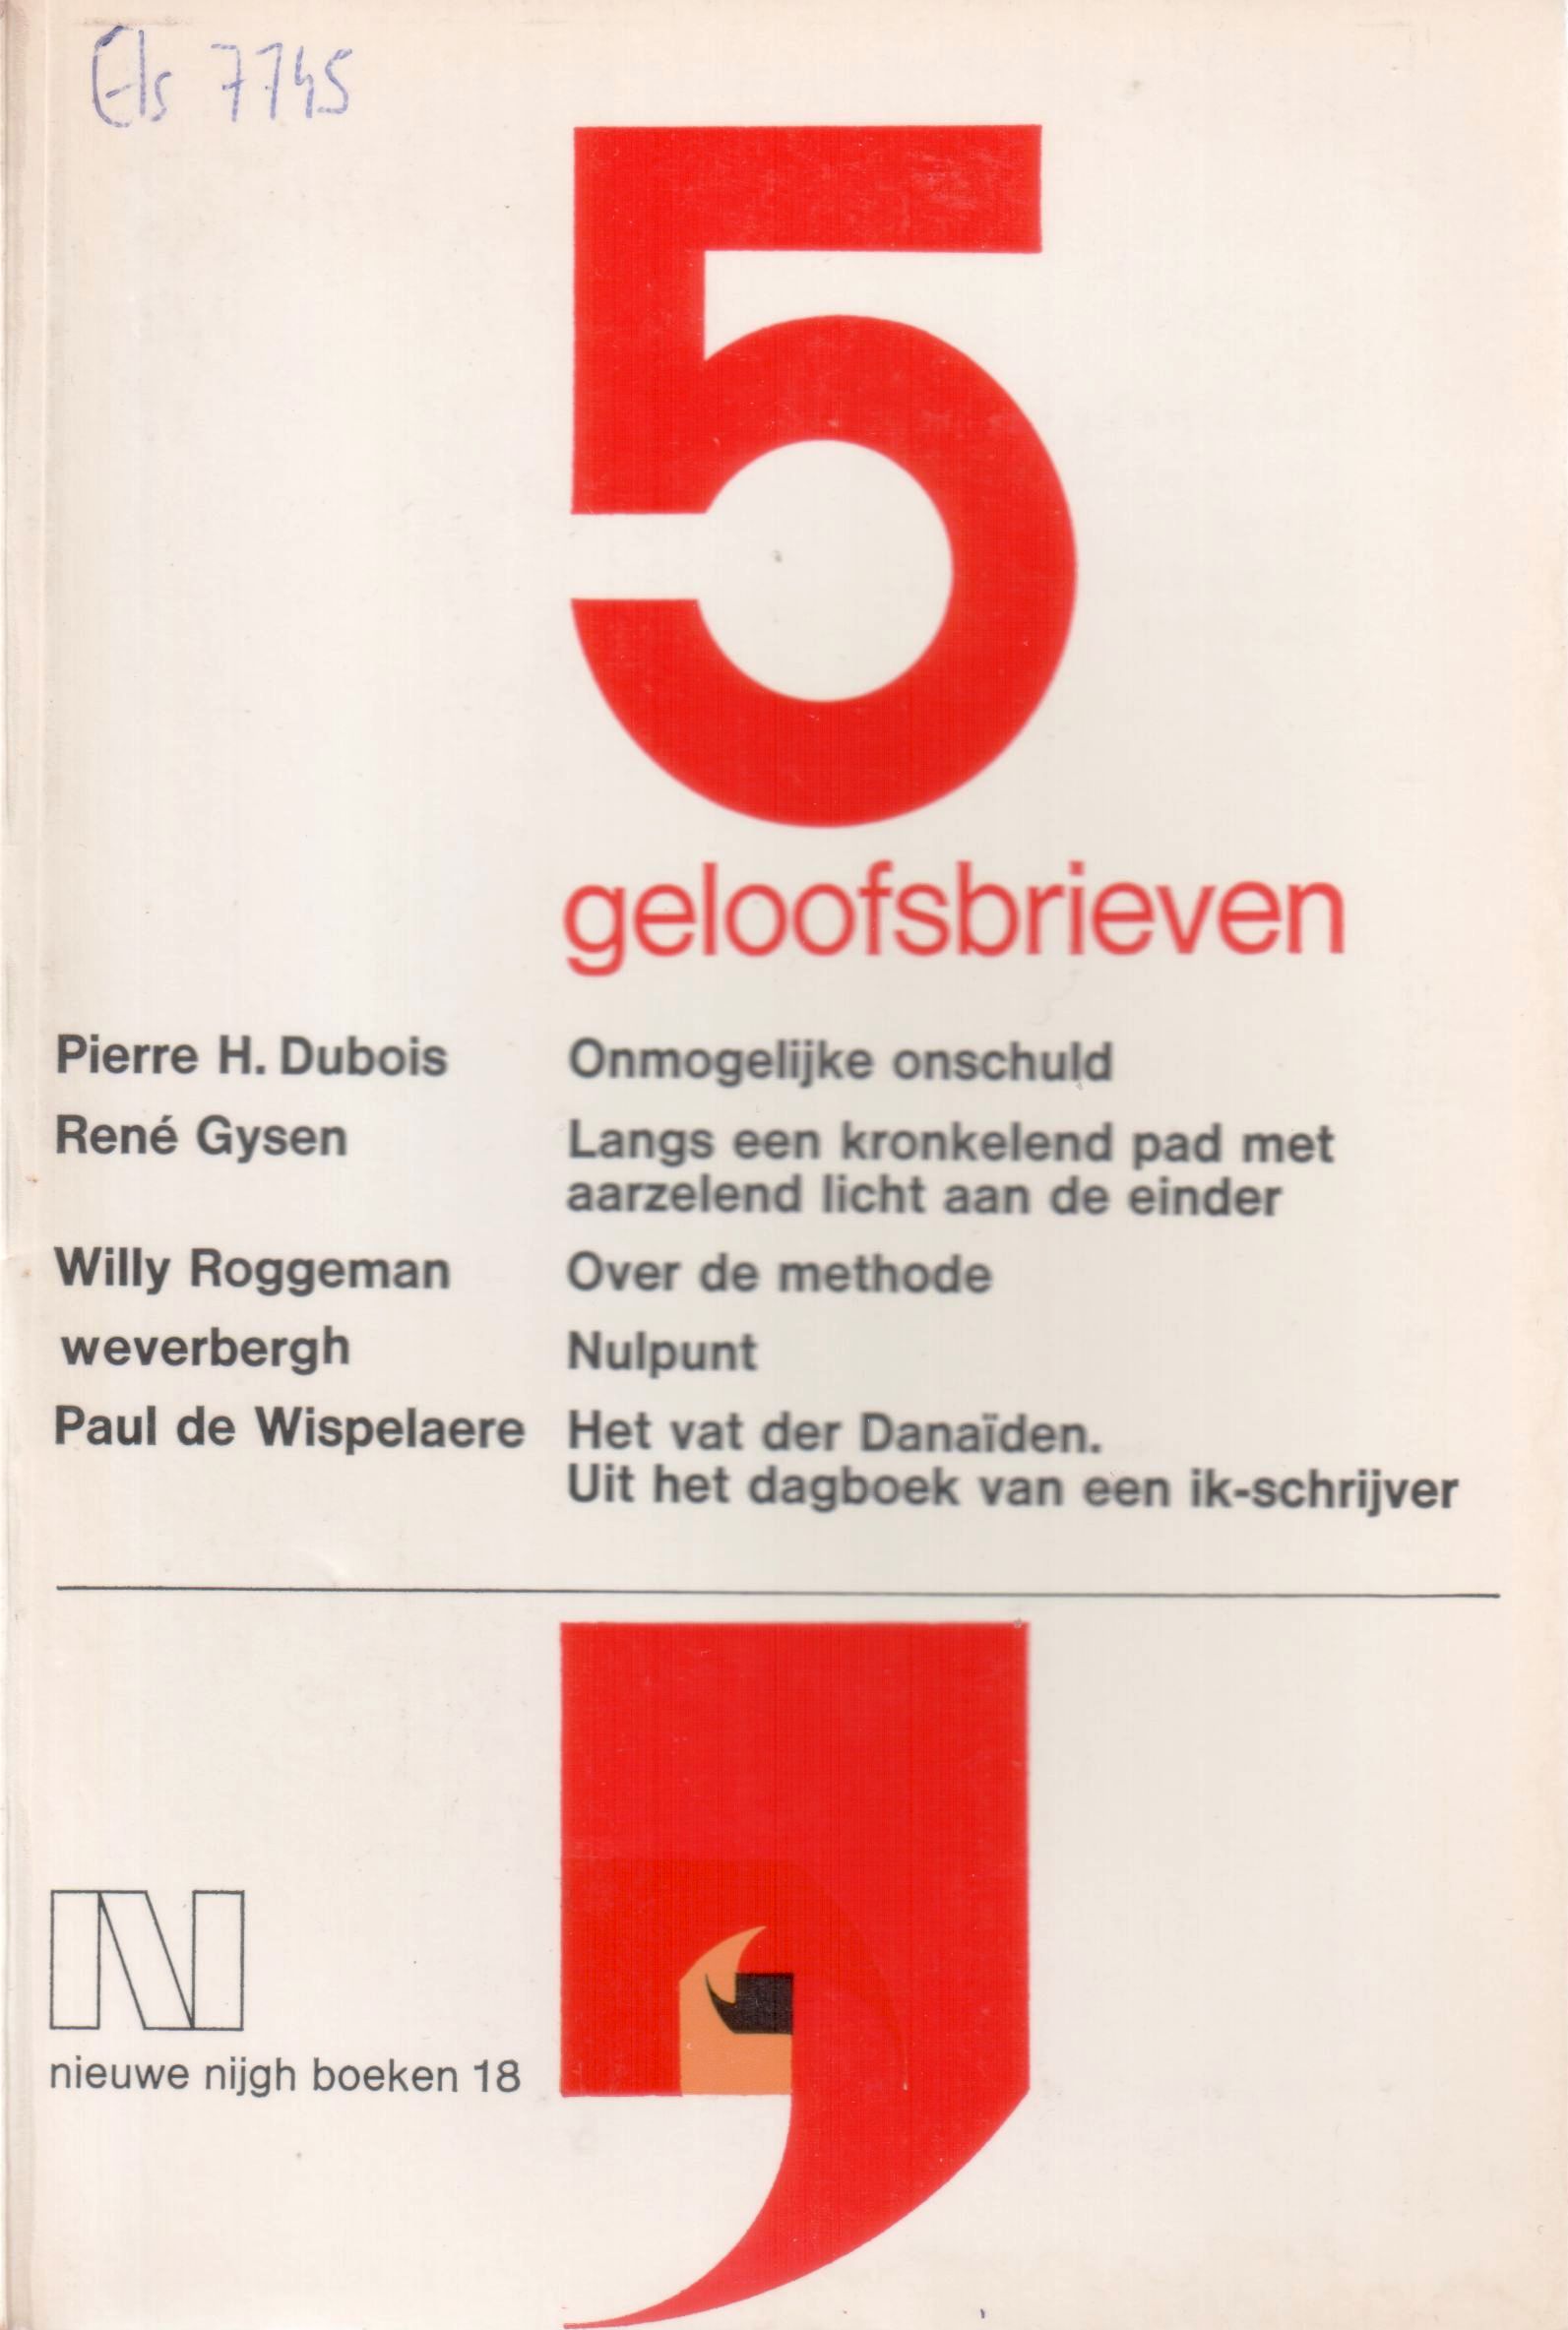 Els 7745
5
geloofsbrieven
Pierre H. Dubois Onmogelijke onschuld
René Gysen Langs een kronkelend pad met
aarzelend licht aan de einder
Willy Roggeman Over de methode
weverbergh Nulpunt
Paul de Wispelaere Het vat der Danaïden.
Uit het dagboek van een ik-schrijver
N
nieuwe nijgh boeken 18